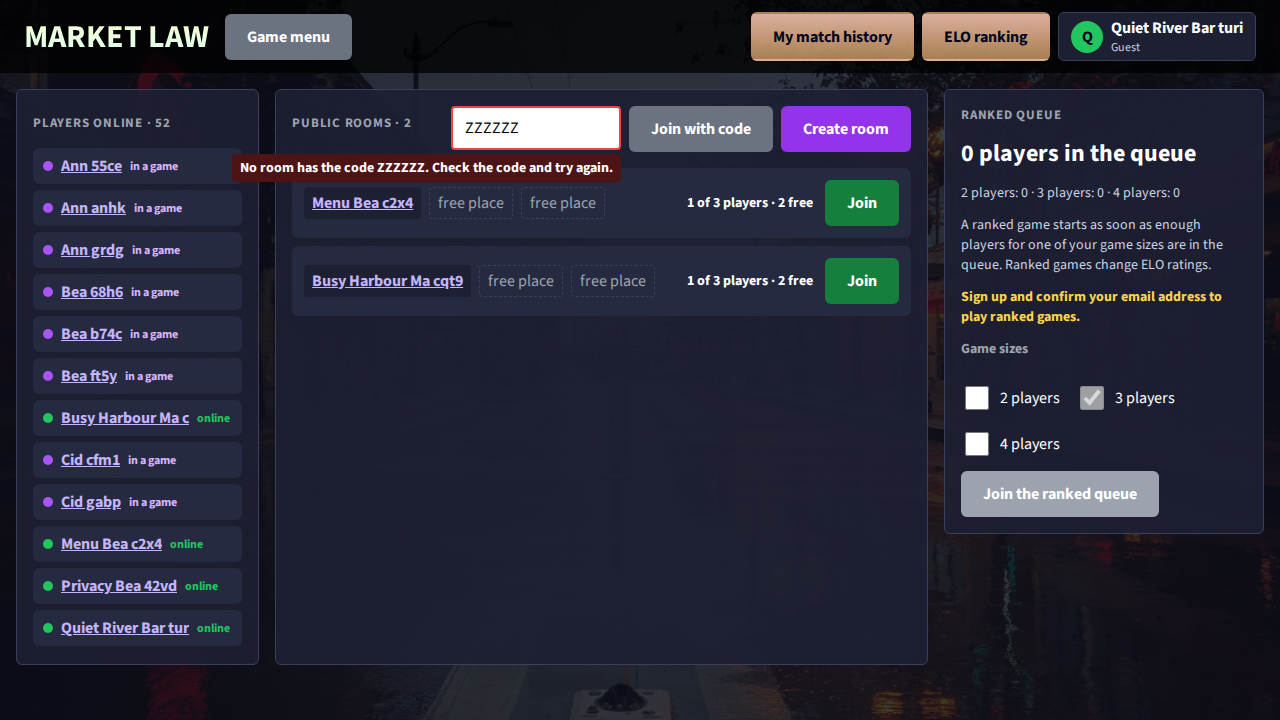 MARKET LAW
Game menu
My match history
ELO ranking
Q
Quiet River Bar turi
Guest
PLAYERS ONLINE · 52
Ann 55ce in a game
Ann anhk in a game
Ann grdg in a game
Bea 68h6 in a game
Bea b74c in a game
Bea ft5y in a game
Busy Harbour Ma c online
Cid cfm1 in a game
Cid gabp in a game
Menu Bea c2x4 online
Privacy Bea 42vd online
Quiet River Bar tur online
PUBLIC ROOMS · 2
ZZZZZZ
Join with code
Create room
No room has the code ZZZZZZ. Check the code and try again.
Menu Bea c2x4 free place free place 1 of 3 players · 2 free Join
Busy Harbour Ma cqt9 free place free place 1 of 3 players · 2 free Join
RANKED QUEUE
0 players in the queue
2 players: 0 · 3 players: 0 · 4 players: 0
A ranked game starts as soon as enough
players for one of your game sizes are in the
queue. Ranked games change ELO ratings.
Sign up and confirm your email address to
play ranked games.
Game sizes
2 players 3 players
4 players
Join the ranked queue